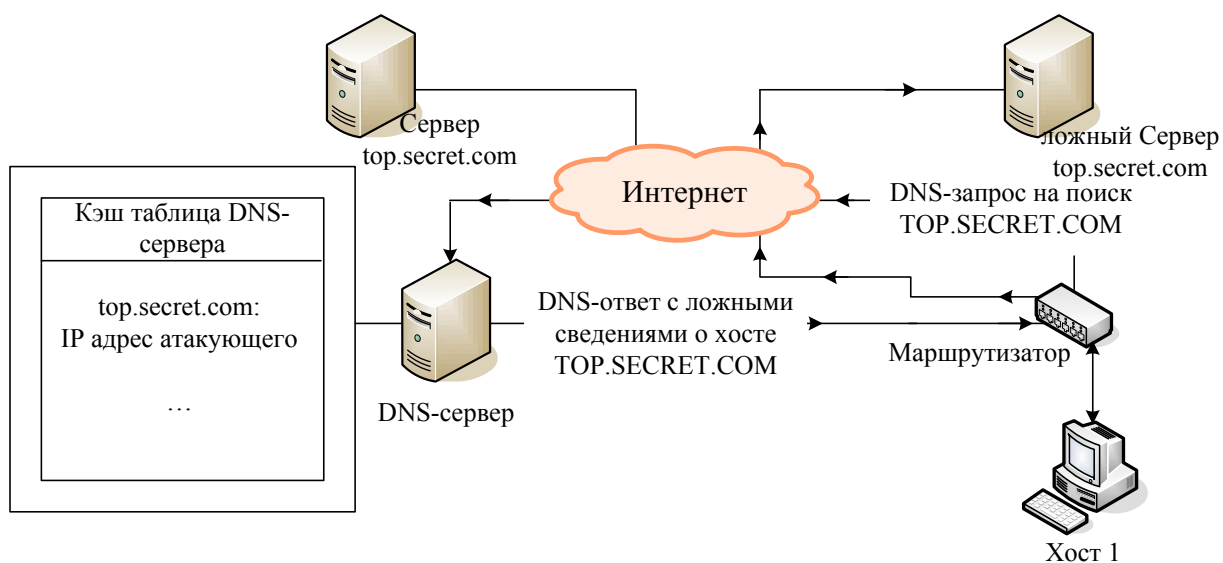 Сервер
top.secret.com
ложный Сервер
top.secret.com
Интернет
DNS-запрос на поиск
TOP.SECRET.COM
Кэш таблица DNS-
сервера
top.secret.com:
IP адрес атакующего
…
DNS-ответ с ложными
сведениями о хосте
TOP.SECRET.COM
Маршрутизатор
DNS-сервер
Хост 1